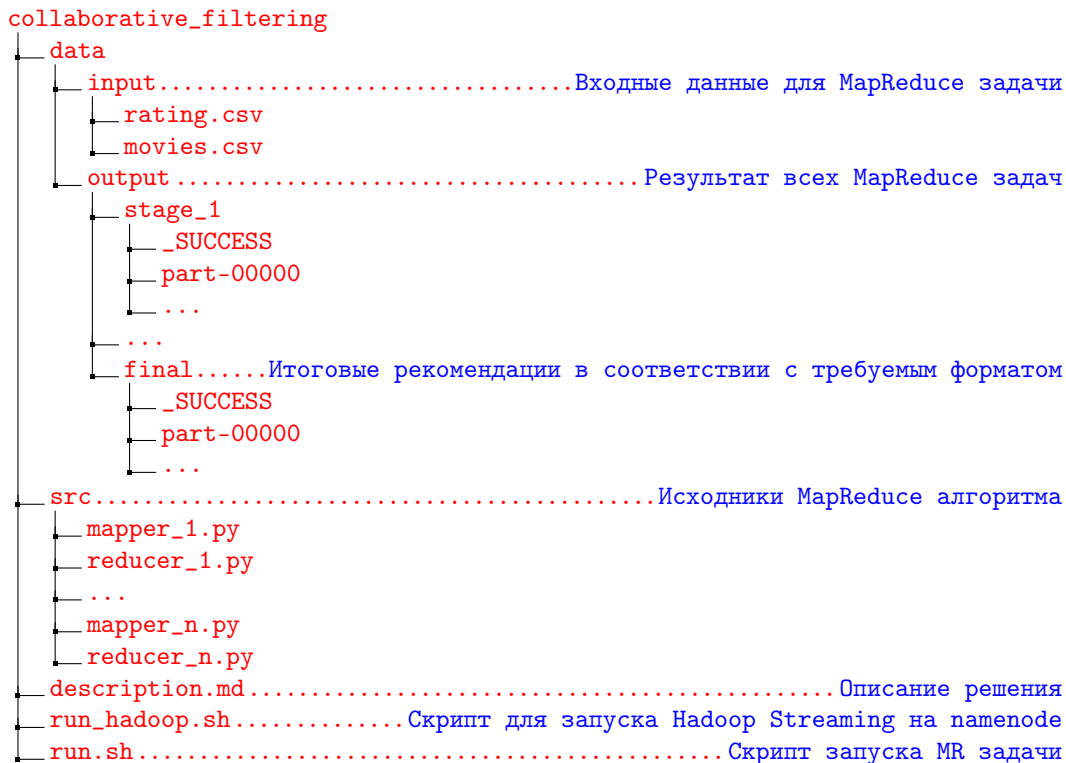 collaborative_filtering
data
input..................................Входные данные для MapReduce задачи
rating.csv
movies.csv
output......................................Результат всех MapReduce задач
stage_1
_SUCCESS
part-00000
...
...
final......Итоговые рекомендации в соответствии с требуемым форматом
_SUCCESS
part-00000
...
src..............................................Исходники MapReduce алгоритма
mapper_1.py
reducer_1.py
...
mapper_n.py
reducer_n.py
description.md................................................Описание решения
run_hadoop.sh..............Скрипт для запуска Hadoop Streaming на namenode
run.sh................................................Скрипт запуска MR задачи